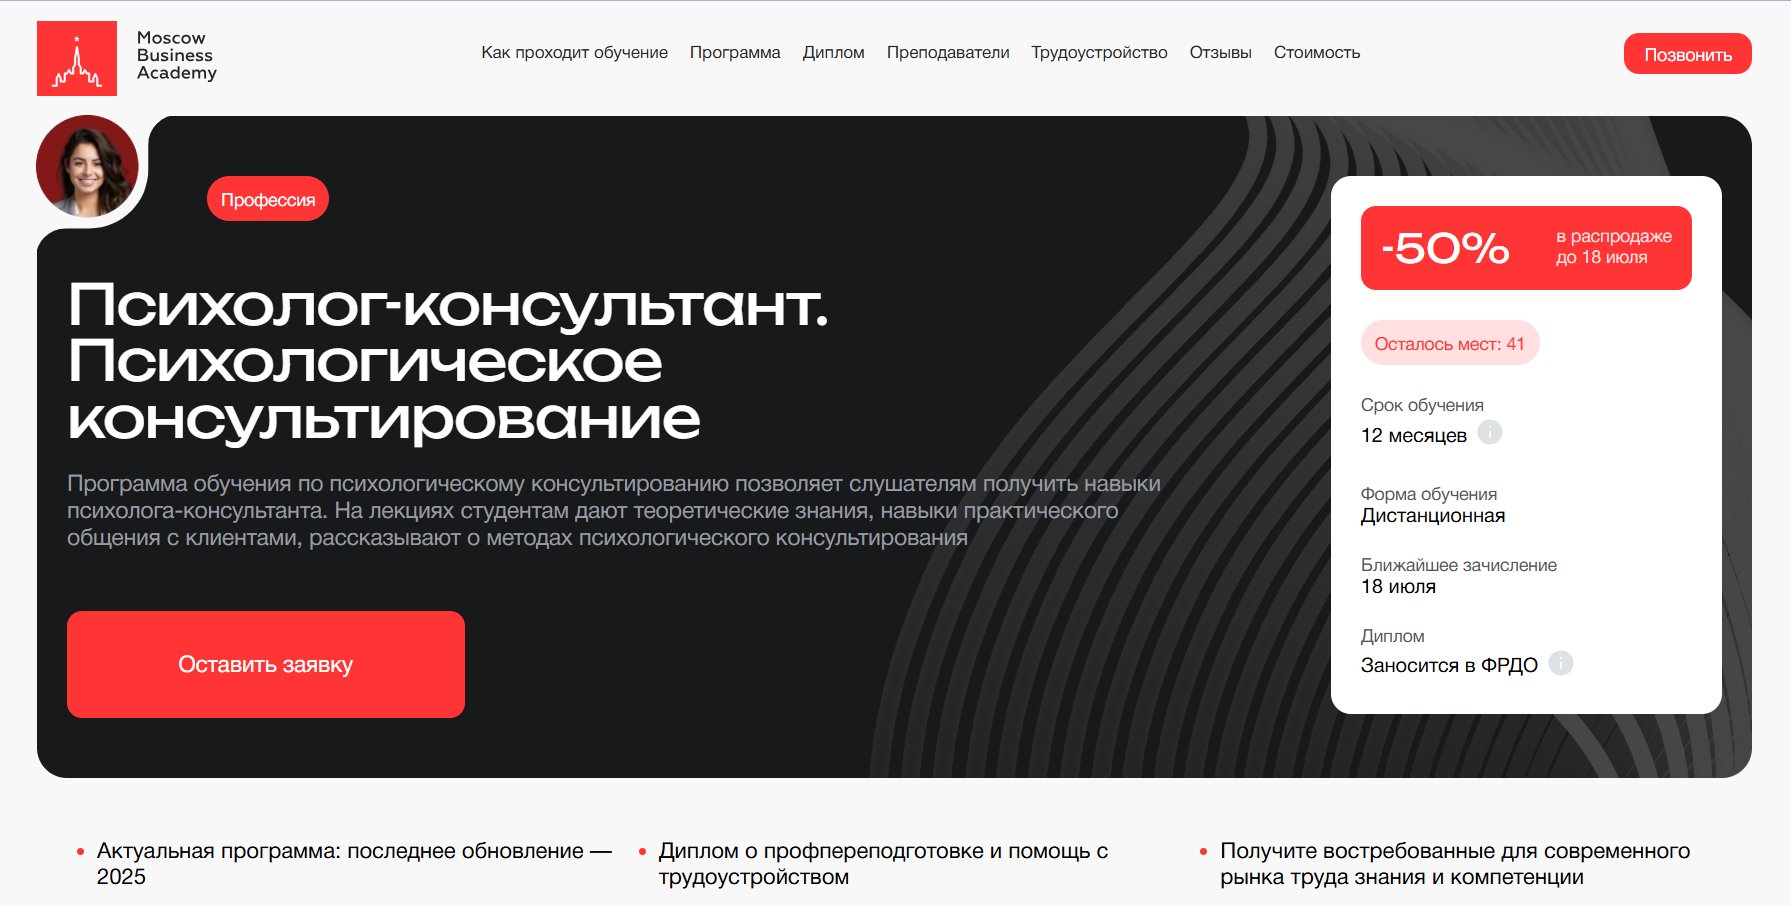 Moscow
Business
Academy
Как проходит обучение Программа Диплом Преподаватели Трудоустройство Отзывы Стоимость
Позвонить
Профессия
Психолог-консультант.
Психологическое
консультирование
Программа обучения по психологическому консультированию позволяет слушателям получить навыки
психолога-консультанта. На лекциях студентам дают теоретические знания, навыки практического
общения с клиентами, рассказывают о методах психологического консультирования
Оставить заявку
-50%
в распродаже
до 18 июля
Осталось мест: 41
Срок обучения
12 месяцев
Форма обучения
Дистанционная
Ближайшее зачисление
18 июля
Диплом
Заносится в ФРДО
Актуальная программа: последнее обновление —
2025
Диплом о профпереподготовке и помощь с
трудоустройством
Получите востребованные для современного
рынка труда знания и компетенции